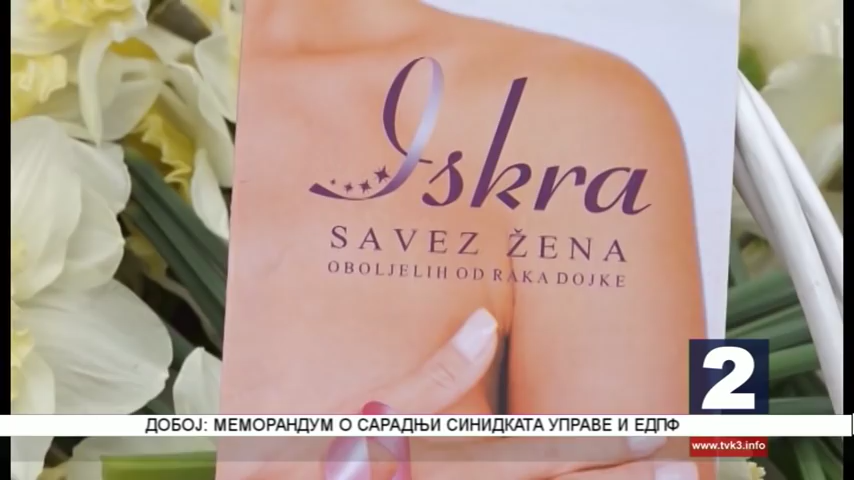 Iskra
SAVEZ ŽENA
OBOLJELIH OD RAKA DOJKE
2
ДОБОЈ: МЕМОРАНДУМ О САРАДЊИ СИНИДКАТА УПРАВЕ И ЕДПФ
www.tvk3.info